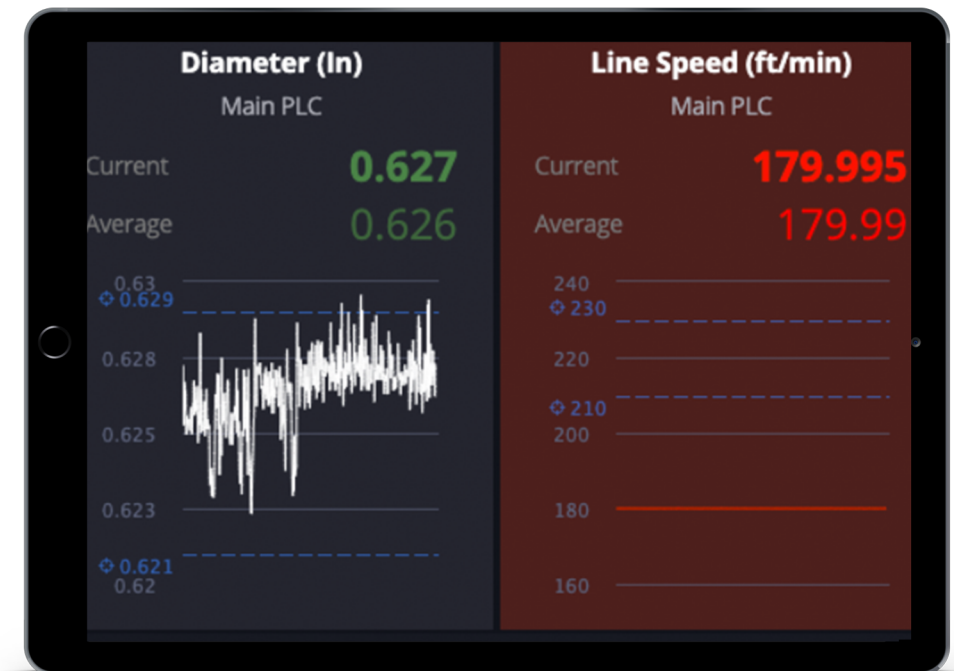 Diameter (In)
Main PLC
Current 0.627
Average 0.626
0.63
0.629
0.628
0.625
0.623
0.621
0.62
Line Speed (ft/min)
Main PLC
Current 179.995
Average 179.99
240
230
220
210
200
180
160